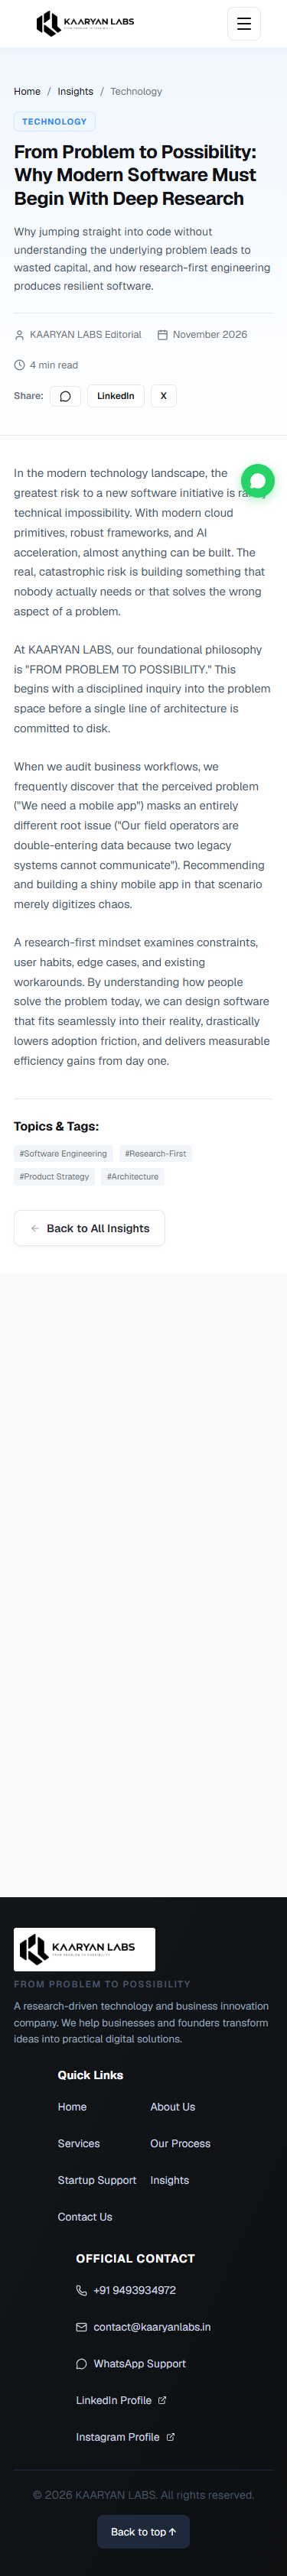 KAARYAN LABS
FROM PROBLEM TO POSSIBILITY
Home / Insights / Technology
TECHNOLOGY
From Problem to Possibility:
Why Modern Software Must
Begin With Deep Research
Why jumping straight into code without
understanding the underlying problem leads to
wasted capital, and how research-first engineering
produces resilient software.
KAARYAN LABS Editorial
November 2026
4 min read
Share:
LinkedIn
X
In the modern technology landscape, the
greatest risk to a new software initiative is rarely
technical impossibility. With modern cloud
primitives, robust frameworks, and AI
acceleration, almost anything can be built. The
real, catastrophic risk is building something that
nobody actually needs or that solves the wrong
aspect of a problem.
At KAARYAN LABS, our foundational philosophy
is "FROM PROBLEM TO POSSIBILITY." This
begins with a disciplined inquiry into the problem
space before a single line of architecture is
committed to disk.
When we audit business workflows, we
frequently discover that the perceived problem
("We need a mobile app") masks an entirely
different root issue ("Our field operators are
double-entering data because two legacy
systems cannot communicate"). Recommending
and building a shiny mobile app in that scenario
merely digitizes chaos.
A research-first mindset examines constraints,
user habits, edge cases, and existing
workarounds. By understanding how people
solve the problem today, we can design software
that fits seamlessly into their reality, drastically
lowers adoption friction, and delivers measurable
efficiency gains from day one.
Topics & Tags:
#Software Engineering #Research-First
#Product Strategy #Architecture
← Back to All Insights
KAARYAN LABS
FROM PROBLEM TO POSSIBILITY
FROM PROBLEM TO POSSIBILITY
A research-driven technology and business innovation
company. We help businesses and founders transform
ideas into practical digital solutions.
Quick Links
Home About Us
Services Our Process
Startup Support Insights
Contact Us
OFFICIAL CONTACT
+91 9493934972
contact@kaaryanlabs.in
WhatsApp Support
LinkedIn Profile
Instagram Profile
© 2026 KAARYAN LABS. All rights reserved.
Back to top ↑